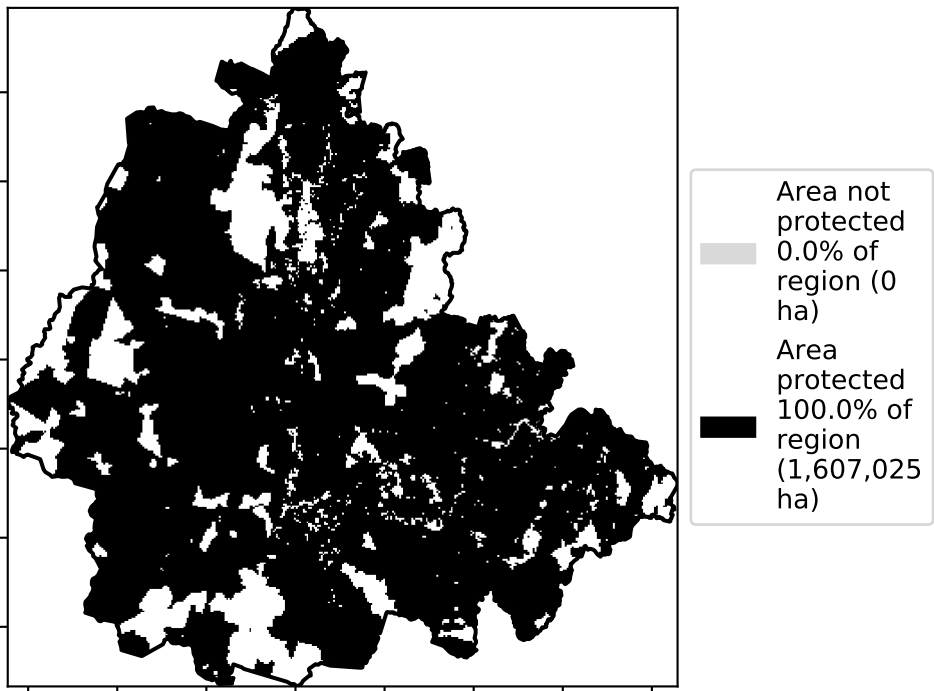 Area not
protected
0.0% of
region (0
ha)
Area
protected
100.0% of
region
(1,607,025
ha)